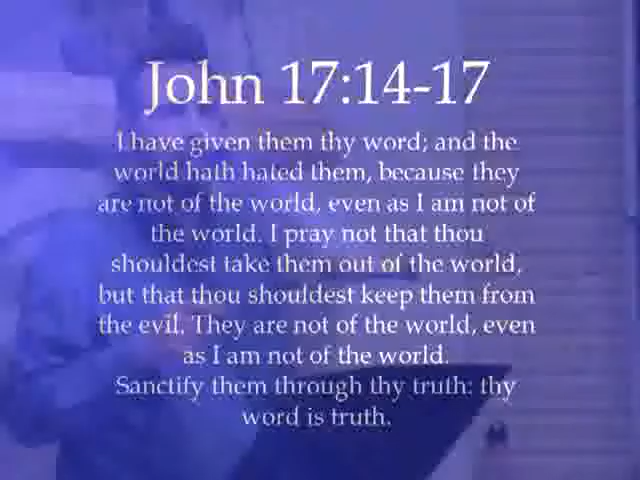 John 17:14-17
I have given them thy word; and the
world hath hated them, because they
are not of the world, even as I am not of
the world. I pray not that thou
shouldest take them out of the world,
but that thou shouldest keep them from
the evil. They are not of the world, even
as I am not of the world.
Sanctify them through thy truth: thy
word is truth.